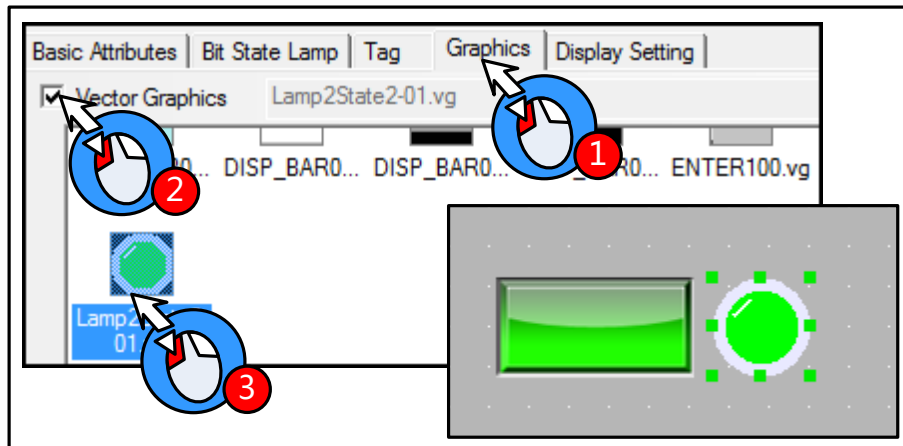 Basic Attributes Bit State Lamp Tag Graphics Display Setting
Vector Graphics Lamp2State2-01.vg
1
DISP_BAR0... DISP_BAR0... ENTER100.vg
2
01
3